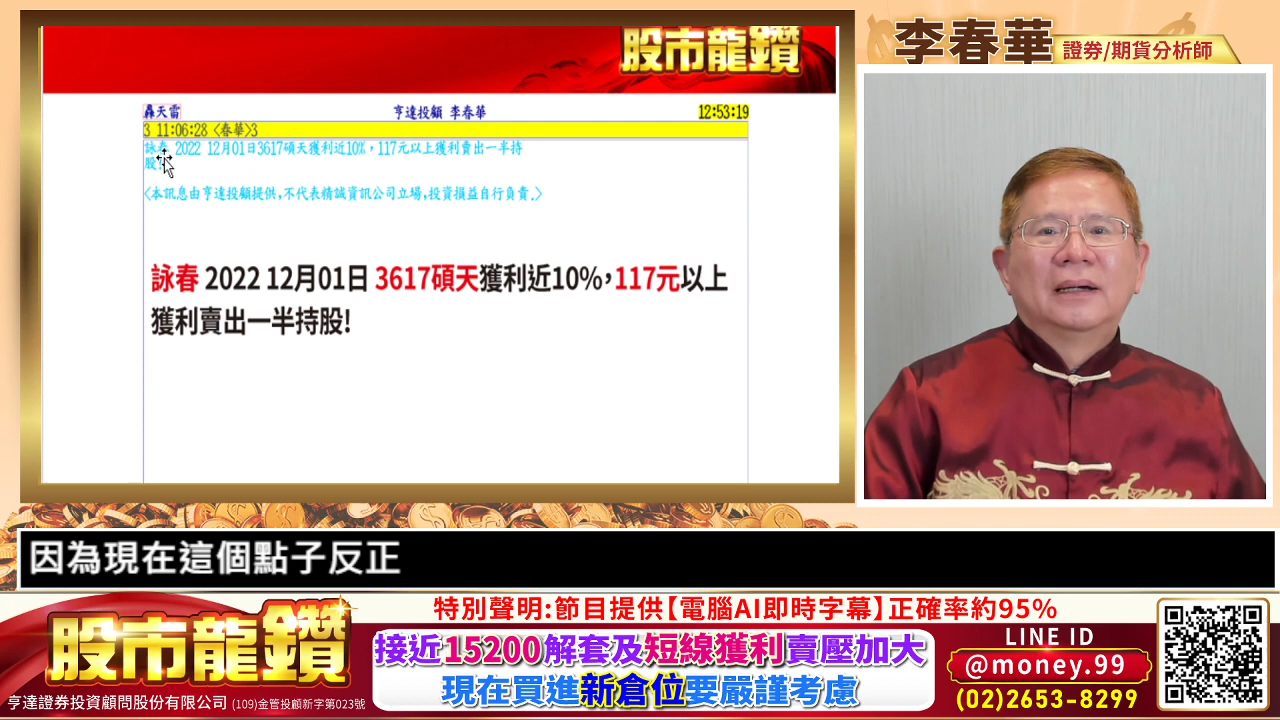 股市龍鑽
李春華 證券/期貨分析師
轟天雷 亨達投顧 李春華 12:53:19
3 11:06:28 〈春華〉3
詠春 2022 12月01日3617碩天獲利近10%，117元以上獲利賣出一半持
股!
〈本訊息由亨達投顧提供,不代表精誠資訊公司立場,投資損益自行負責.〉
詠春 2022 12月01日 3617碩天獲利近10%，117元以上
獲利賣出一半持股!
因為現在這個點子反正
特別聲明:節目提供【電腦AI即時字幕】正確率約95%
股市龍鑽
亨達證券投資顧問股份有限公司 (109)金管投顧新字第023號
接近15200解套及短線獲利賣壓加大
現在買進新倉位要嚴謹考慮
LINE ID
@money.99
(02)2653-8299